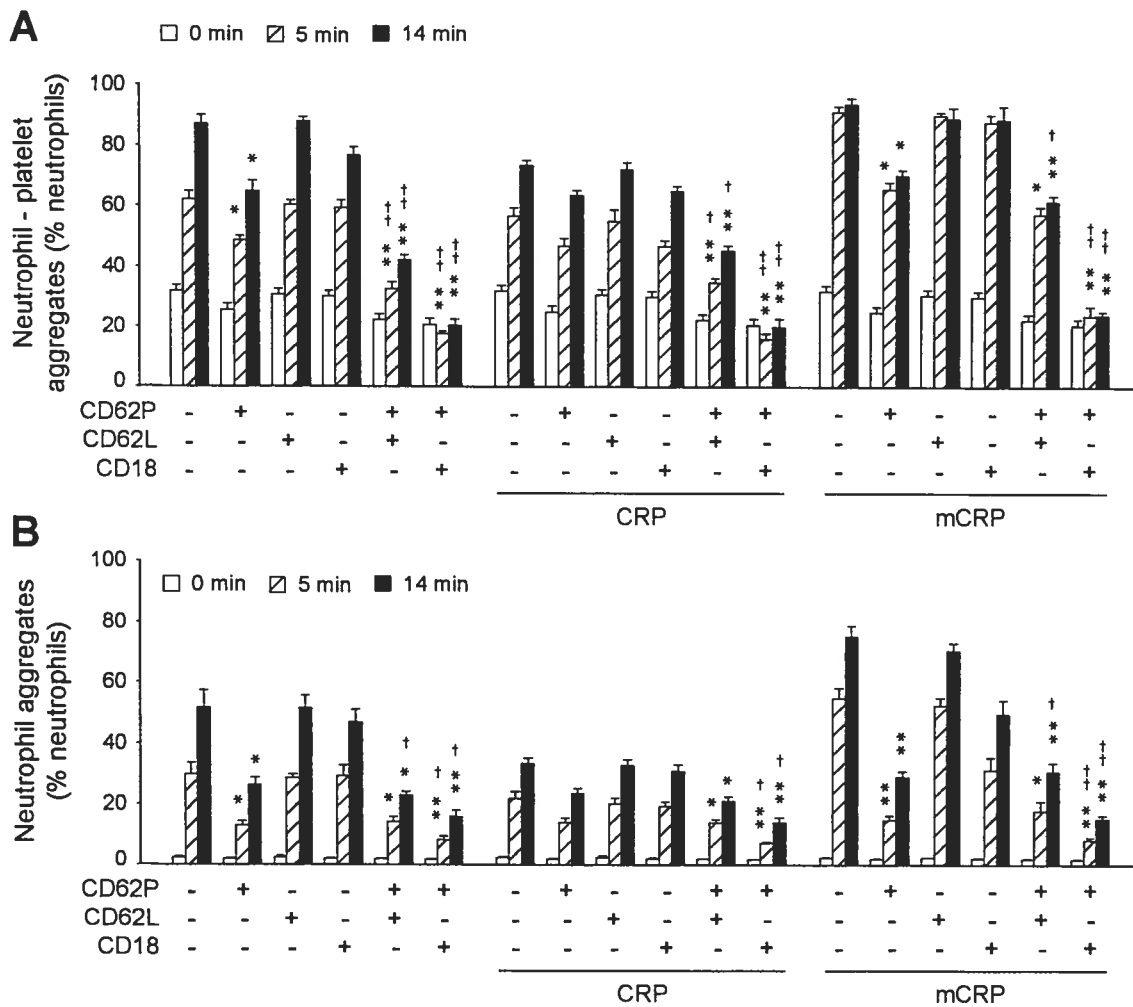 A
0 min 5 min 14 min
Neutrophil - platelet
aggregates (% neutrophils)
100
80
60
40
20
0
* * ** †† ** †† ** †† ** †† ** † ** † ** †† ** †† * * * ** † ** †† ** ††
CD62P - + - - + + - + - - + + - + - - + +
CD62L - - + - + - - - + - + - - - + - + -
CD18 - - - + - + - - - + - + - - - + - +
CRP mCRP
B
0 min 5 min 14 min
Neutrophil aggregates
(% neutrophils)
100
80
60
40
20
0
* * * * † ** † ** † * * ** † ** † ** ** * ** † ** †† ** ††
CD62P - + - - + + - + - - + + - + - - + +
CD62L - - + - + - - - + - + - - - + - + -
CD18 - - - + - + - - - + - + - - - + - +
CRP mCRP